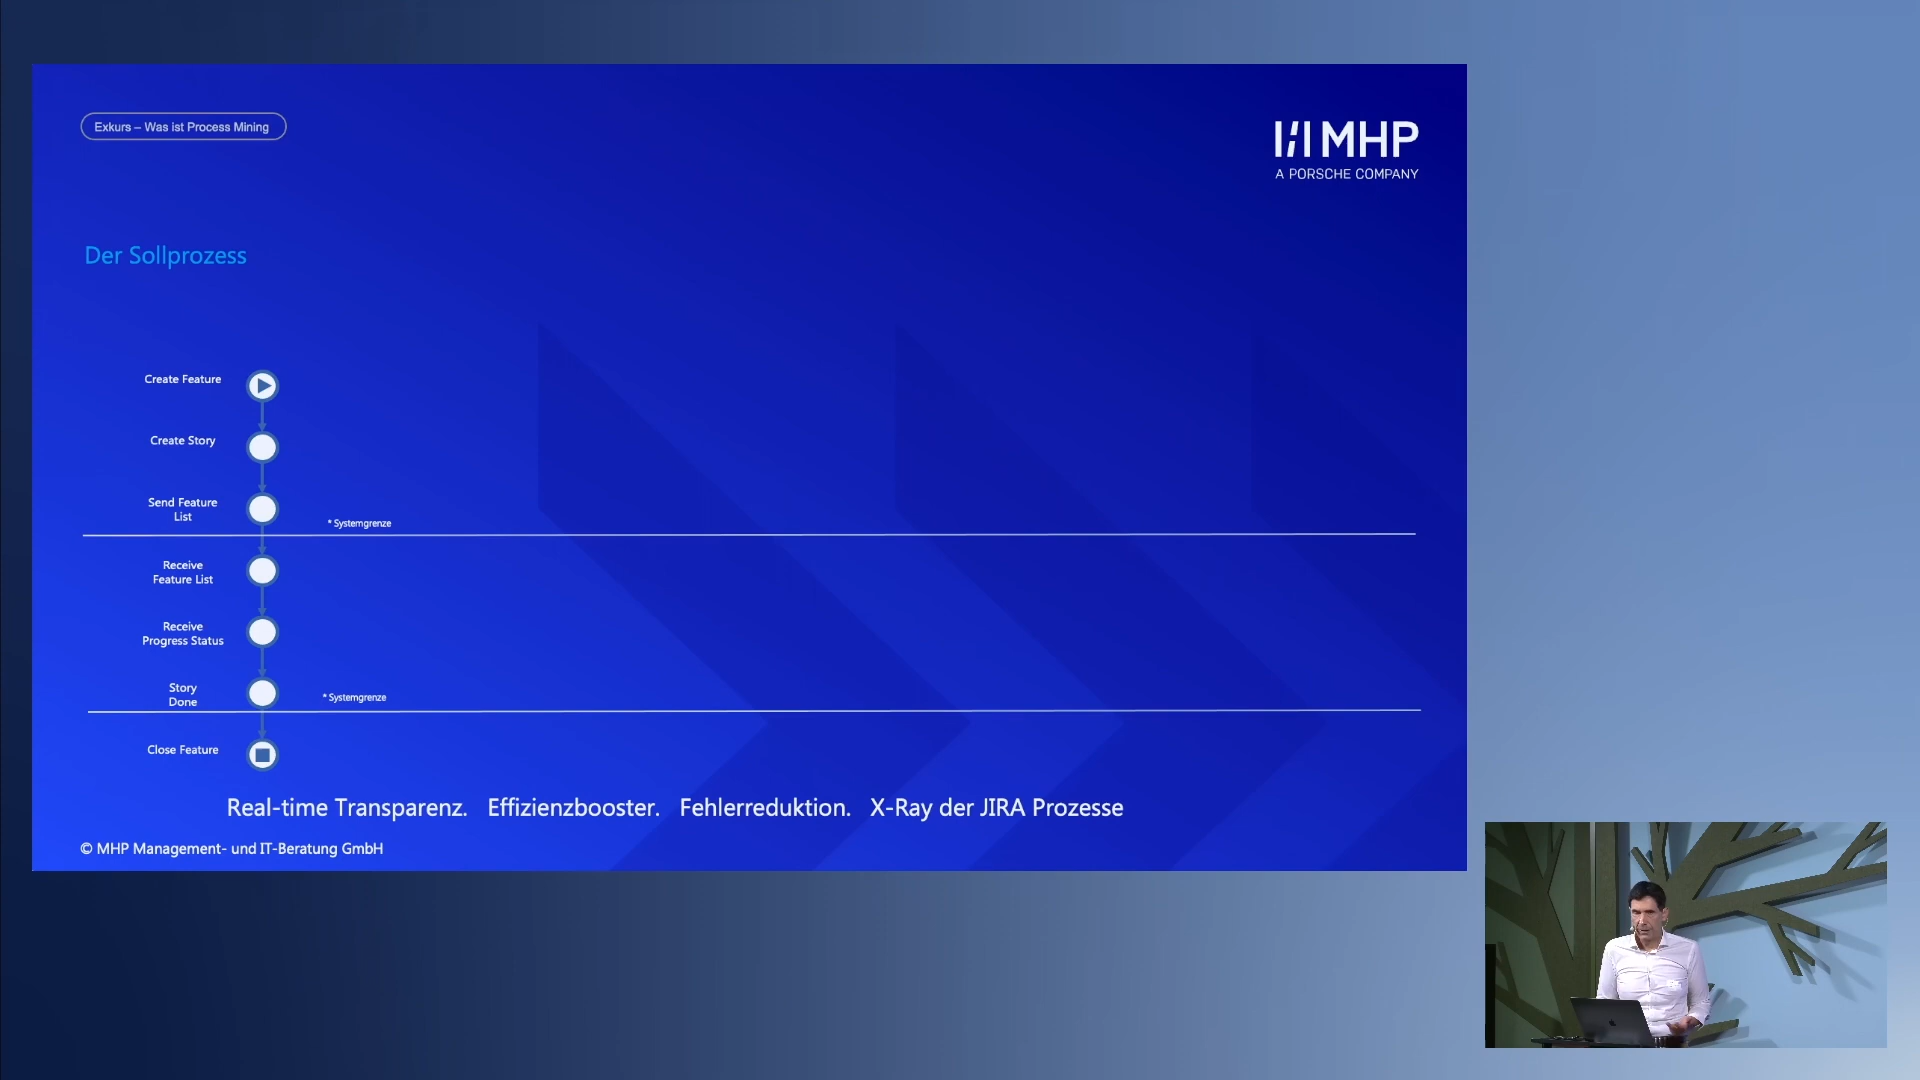 Exkurs – Was ist Process Mining
MHP
A PORSCHE COMPANY
Der Sollprozess
Create Feature
Create Story
Send Feature
List
* Systemgrenze
Receive
Feature List
Receive
Progress Status
Story
Done
* Systemgrenze
Close Feature
Real-time Transparenz. Effizienzbooster. Fehlerreduktion. X-Ray der JIRA Prozesse
© MHP Management- und IT-Beratung GmbH